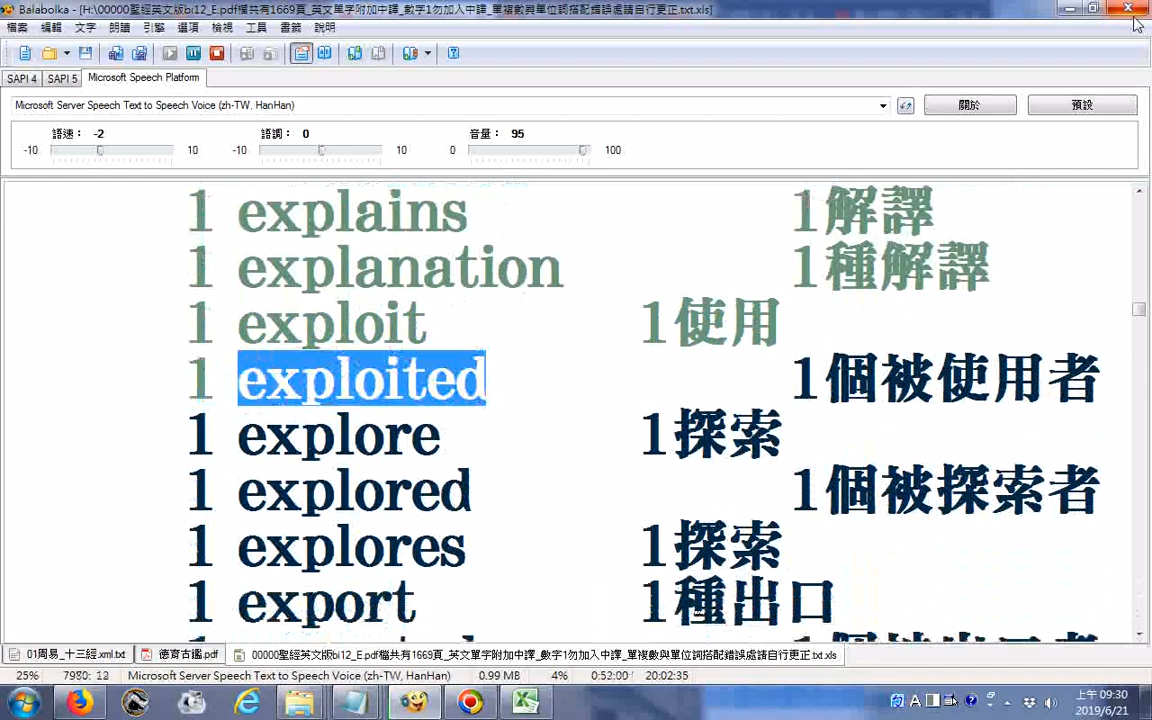 Balabolka - [H:\00000聖經英文版bi12_E.pdf檔共有1669頁_英文單字附加中譯_數字1勿加入中譯_單複數與單位詞搭配錯誤處請自行更正.txt.xls]
檔案 編輯 文字 朗讀 引擎 選項 檢視 工具 書籤 說明
SAPI 4 SAPI 5 Microsoft Speech Platform
Microsoft Server Speech Text to Speech Voice (zh-TW, HanHan) 關於 預設
語速： -2 語調： 0 音量： 95
-10 10 -10 10 0 100
1 explains 1解譯
1 explanation 1種解譯
1 exploit 1使用
1 exploited 1個被使用者
1 explore 1探索
1 explored 1個被探索者
1 explores 1探索
1 export 1種出口
01周易_十三經.xml.txt 德育古鑑.pdf 00000聖經英文版bi12_E.pdf檔共有1669頁_英文單字附加中譯_數字1勿加入中譯_單複數與單位詞搭配錯誤處請自行更正.txt.xls
25% 7980: 12 Microsoft Server Speech Text to Speech Voice (zh-TW, HanHan) 0.99 MB 4% 0:52:00 20:02:35
上午 09:30
2019/6/21